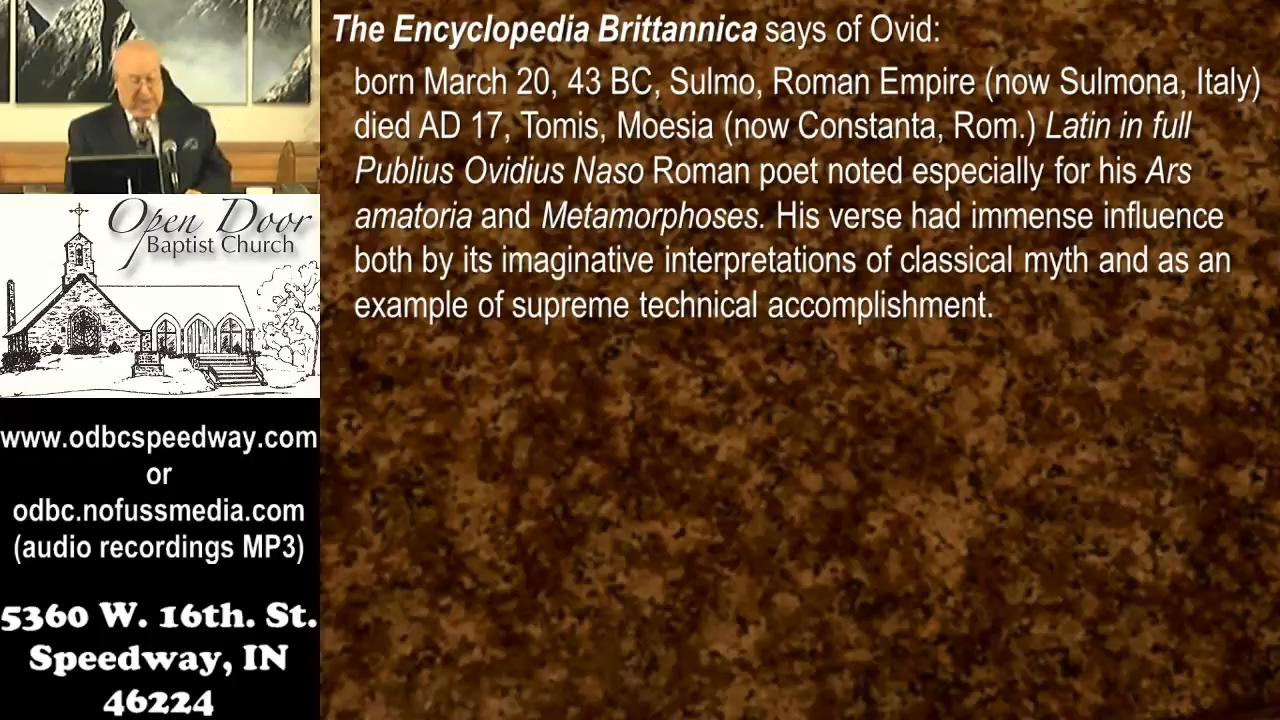 The Encyclopedia Brittannica says of Ovid:
born March 20, 43 BC, Sulmo, Roman Empire (now Sulmona, Italy)
died AD 17, Tomis, Moesia (now Constanta, Rom.) Latin in full
Publius Ovidius Naso Roman poet noted especially for his Ars
amatoria and Metamorphoses. His verse had immense influence
both by its imaginative interpretations of classical myth and as an
example of supreme technical accomplishment.
Open Door
Baptist Church
www.odbcspeedway.com
or
odbc.nofussmedia.com
(audio recordings MP3)
5360 W. 16th. St.
Speedway, IN
46224